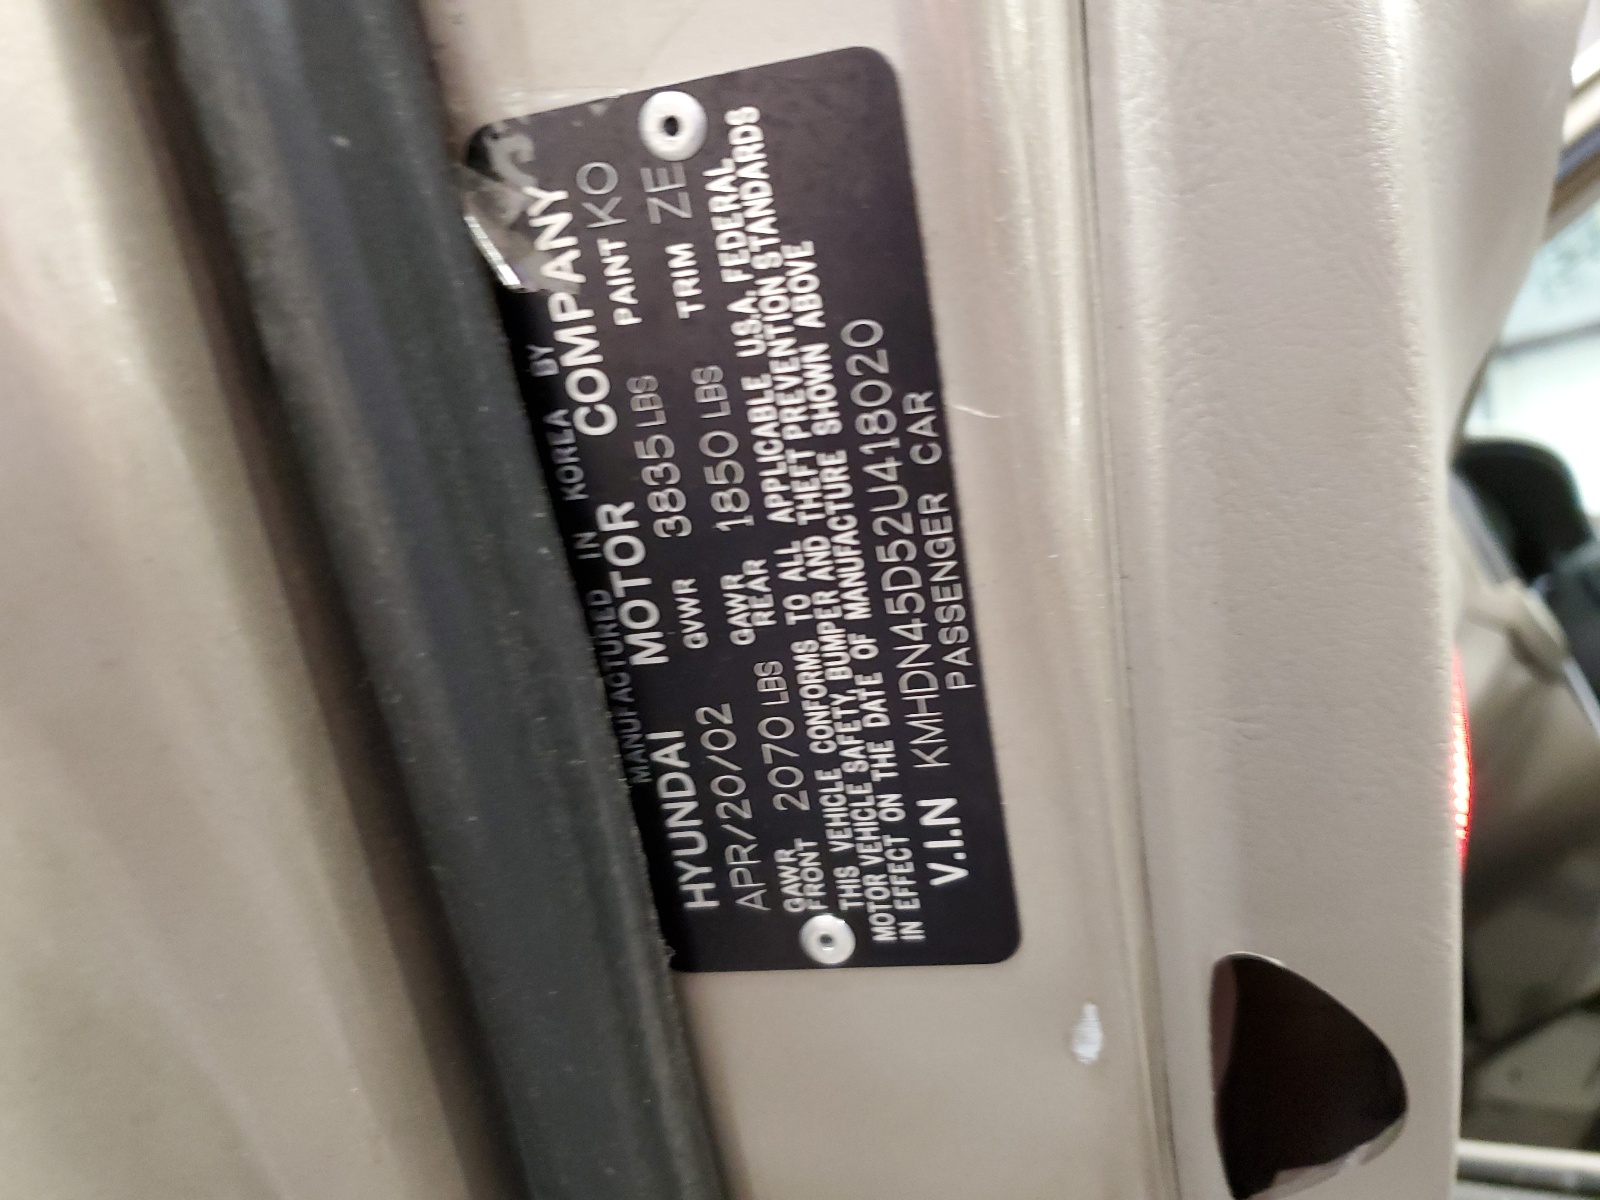 MANUFACTURED IN KOREA BY
HYUNDAI MOTOR COMPANY
APR/20/02 GVWR 3835 LBS PAINT KO
GAWR FRONT 2070 LBS GAWR REAR 1850 LBS TRIM ZE
THIS VEHICLE CONFORMS TO ALL APPLICABLE U.S.A. FEDERAL
MOTOR VEHICLE SAFETY, BUMPER AND THEFT PREVENTION STANDARDS
IN EFFECT ON THE DATE OF MANUFACTURE SHOWN ABOVE
V.I.N KMHDN45D52U418020
PASSENGER CAR